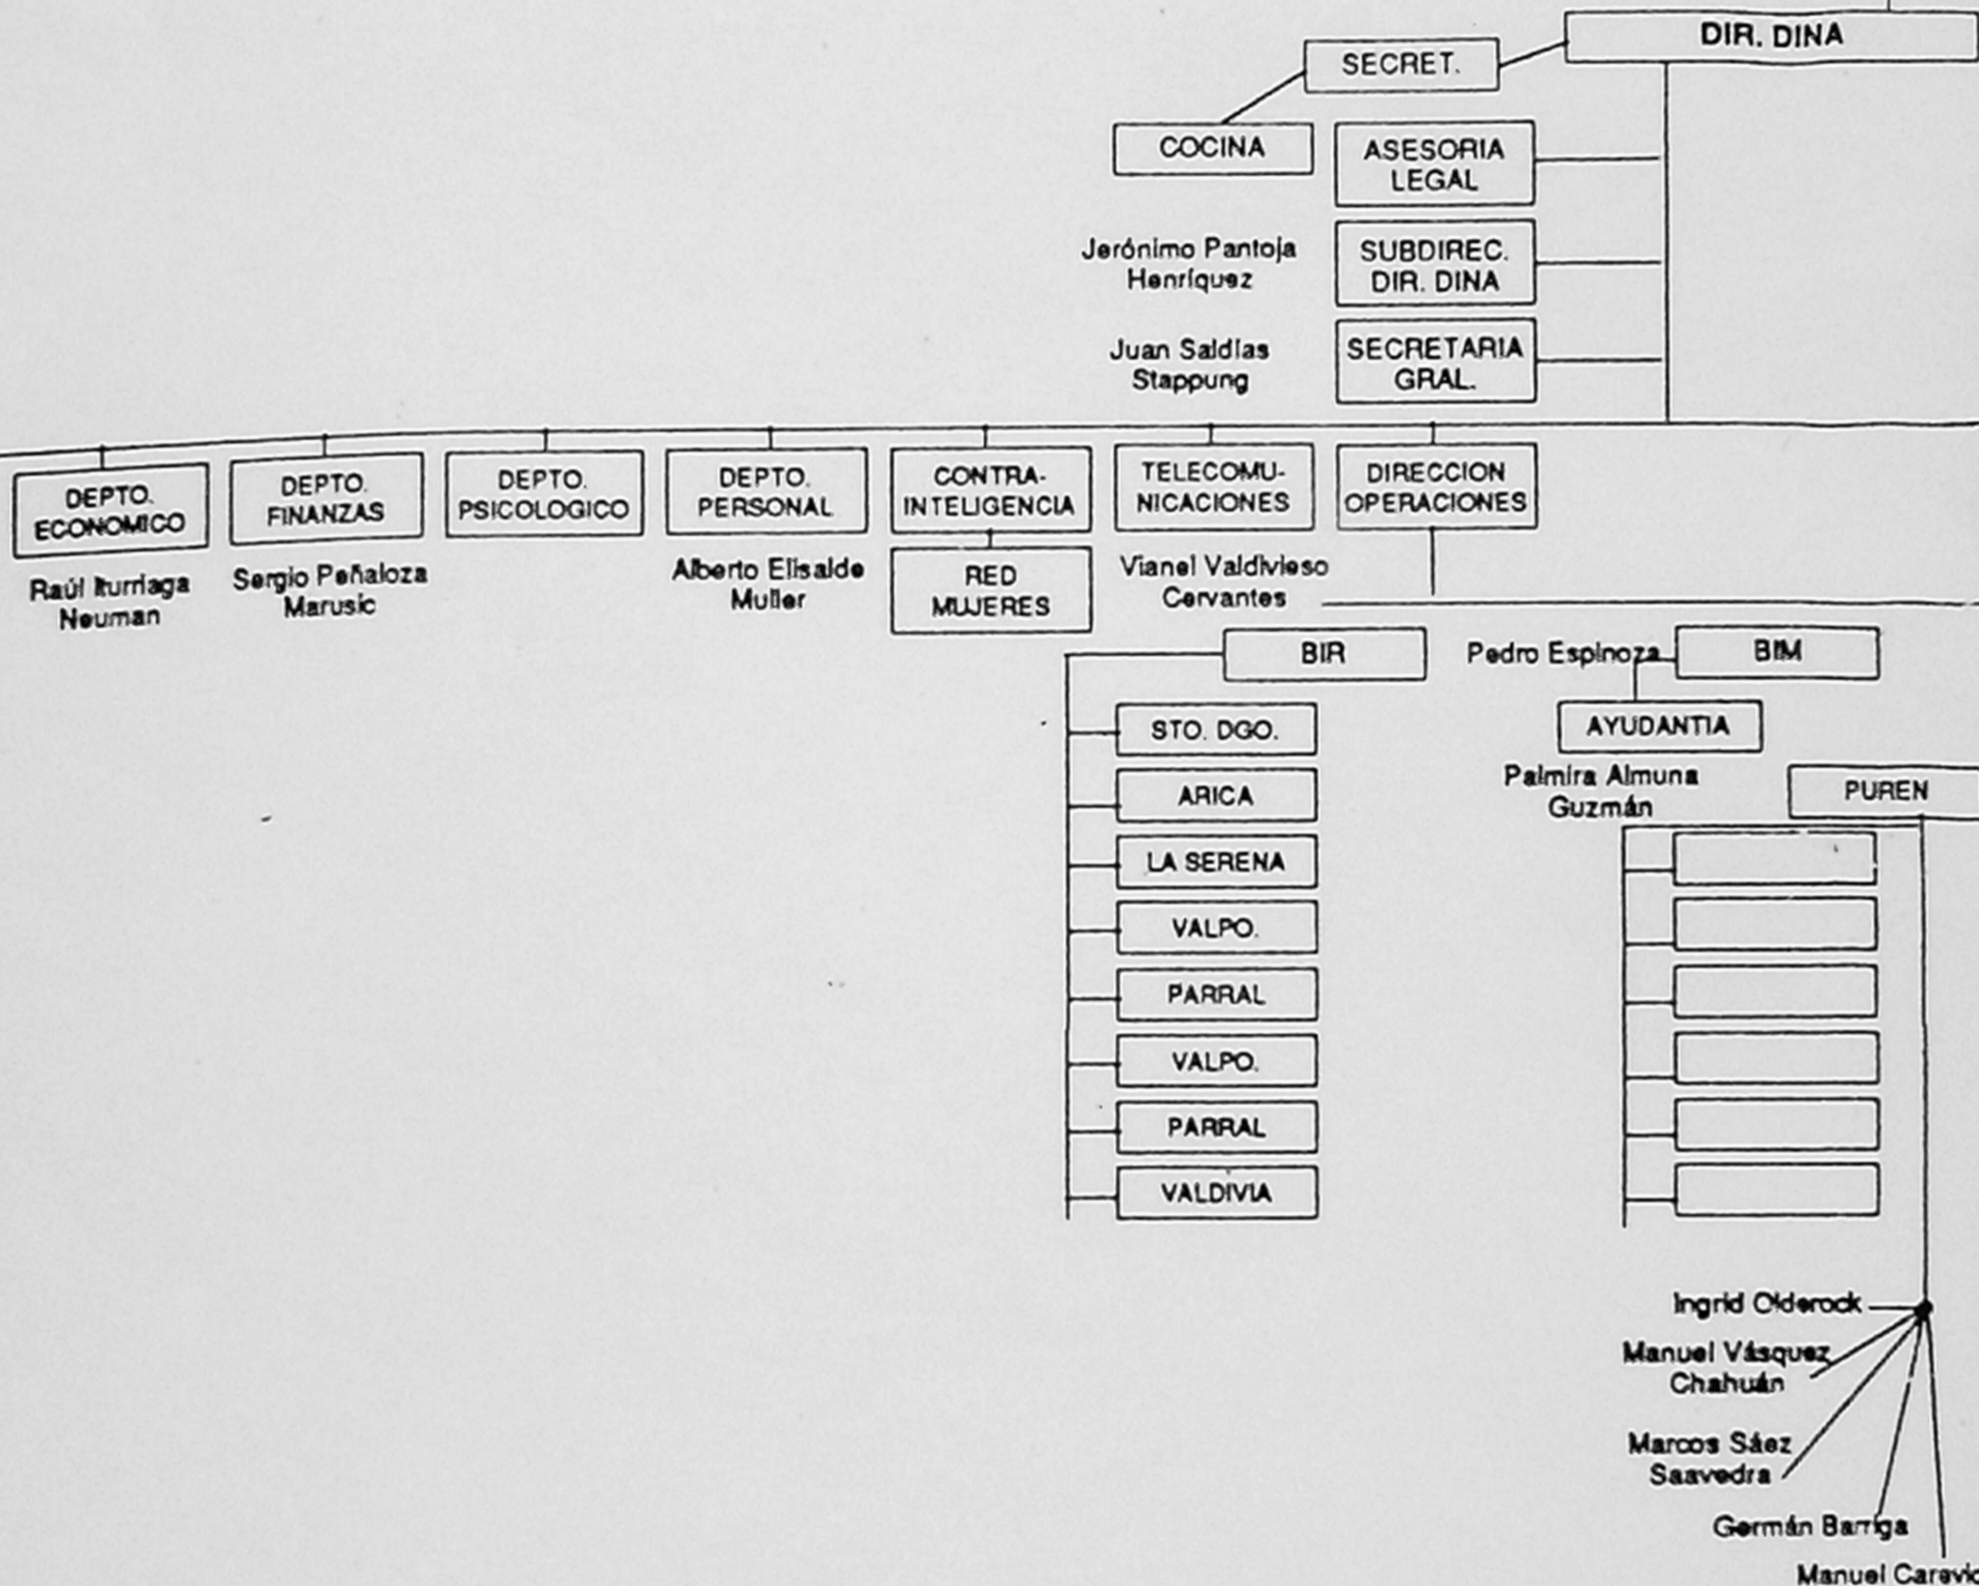 DIR. DINA
SECRET.
COCINA
ASESORIA
LEGAL
Jerónimo Pantoja
Henríquez
SUBDIREC.
DIR. DINA
Juan Saldías
Stappung
SECRETARIA
GRAL.
DEPTO.
ECONOMICO
Raúl Iturriaga
Neuman
DEPTO.
FINANZAS
Sergio Peñaloza
Marusic
DEPTO.
PSICOLOGICO
DEPTO.
PERSONAL
Alberto Elisalde
Muller
CONTRA-
INTELIGENCIA
RED
MUJERES
TELECOMU-
NICACIONES
Vianel Valdivieso
Cervantes
DIRECCION
OPERACIONES
BIR
STO. DGO.
ARICA
LA SERENA
VALPO.
PARRAL
VALPO.
PARRAL
VALDIVIA
Pedro Espinoza
BIM
AYUDANTIA
Palmira Almuna
Guzmán
PUREN
Ingrid Olderock
Manuel Vásquez
Chahuán
Marcos Sáez
Saavedra
Germán Barriga
Manuel